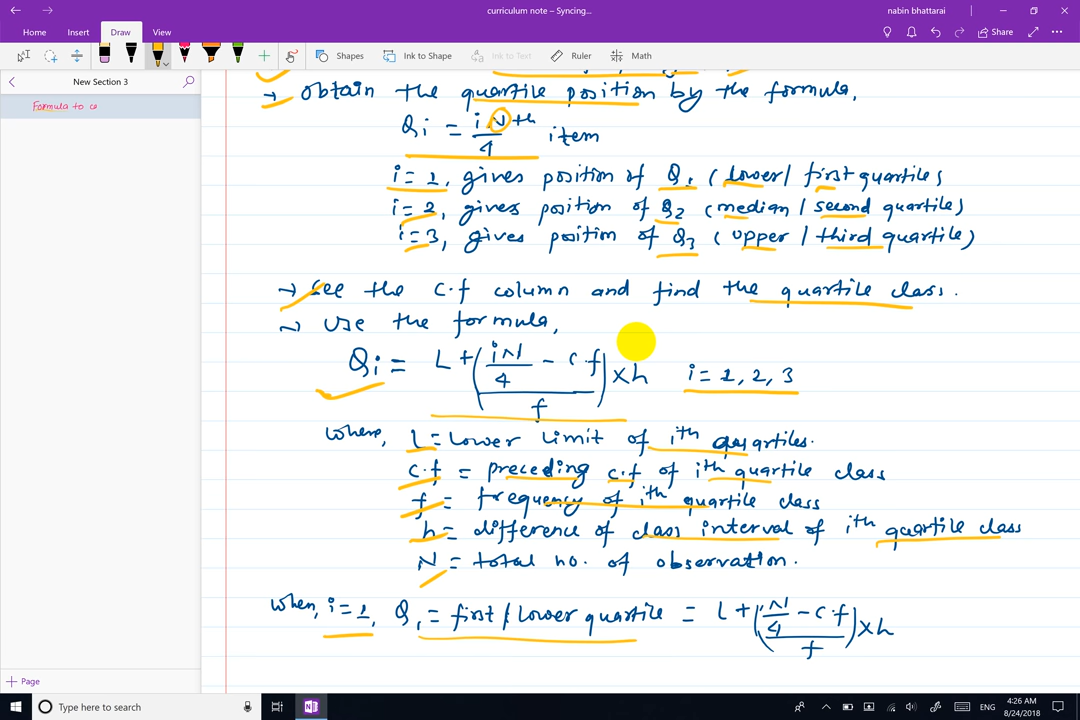 curriculum note – Syncing...
nabin bhattarai
Home Insert Draw View
Share
Shapes Ink to Shape Ink to Text Ruler Math
New Section 3
Formula to ca
→ obtain the quartile position by the formula,
Qi = iN/4 th item
i = 1, gives position of Q1 (lower/first quartile)
i = 2, gives position of Q2 (median/second quartile)
i = 3, gives position of Q3 (upper/third quartile)
→ see the c.f column and find the quartile class.
→ use the formula,
Qi = L + ((iN/4 - c.f)/f) × h i = 1, 2, 3
where, L = lower limit of ith quartiles.
c.f = preceding c.f of ith quartile class
f = frequency of ith quartile class
h = difference of class interval of ith quartile class
N = total no. of observation.
when, i = 1, Q1 = first/lower quartile = L + ((N/4 - c.f)/f) × h
+ Page
Type here to search
ENG
4:26 AM
8/24/2018